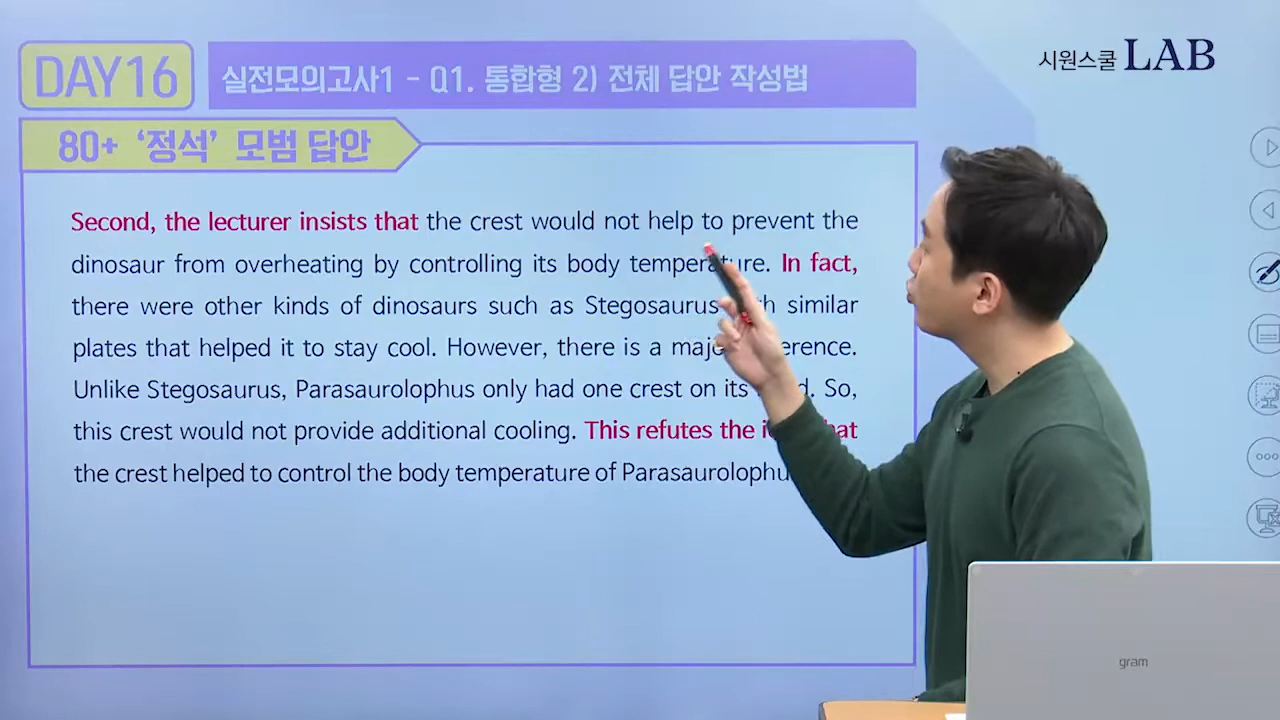 시원스쿨 LAB
DAY16
실전모의고사1 - Q1. 통합형 2) 전체 답안 작성법
80+ ‘정석’ 모범 답안
Second, the lecturer insists that the crest would not help to prevent the
dinosaur from overheating by controlling its body temperature. In fact,
there were other kinds of dinosaurs such as Stegosaurus similar
plates that helped it to stay cool. However, there is a
Unlike Stegosaurus, Parasaurolophus only had one crest on its So,
this crest would not provide additional cooling. This refutes the
the crest helped to control the body temperature of
gram